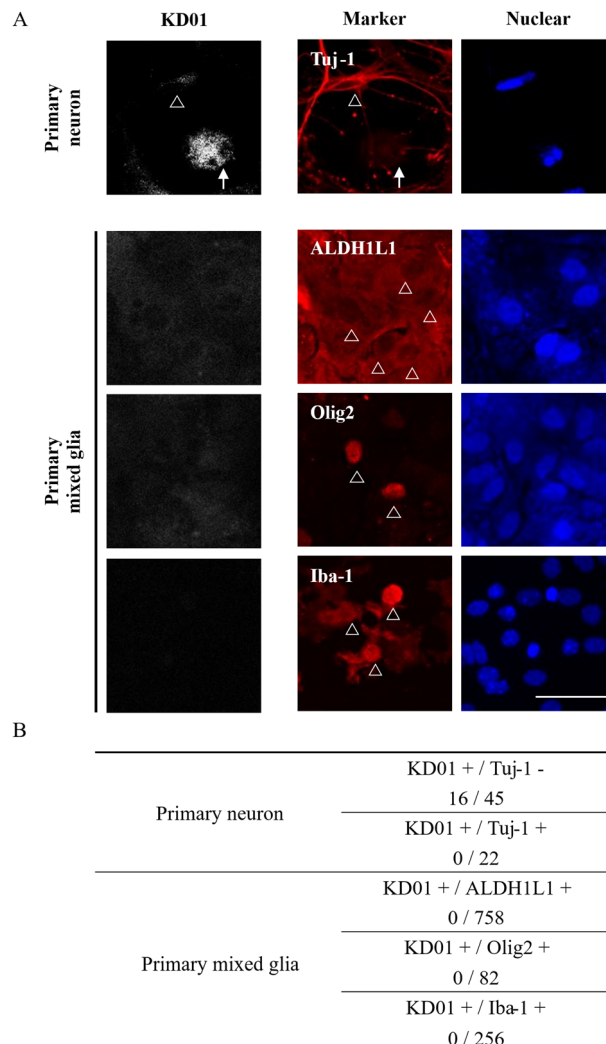 A
KD01 Marker Nuclear
Primary neuron
Tuj-1
Primary mixed glia
ALDH1L1
Olig2
Iba-1
B
Primary neuron
KD01 + / Tuj-1 -
16 / 45
KD01 + / Tuj-1 +
0 / 22
Primary mixed glia
KD01 + / ALDH1L1 +
0 / 758
KD01 + / Olig2 +
0 / 82
KD01 + / Iba-1 +
0 / 256